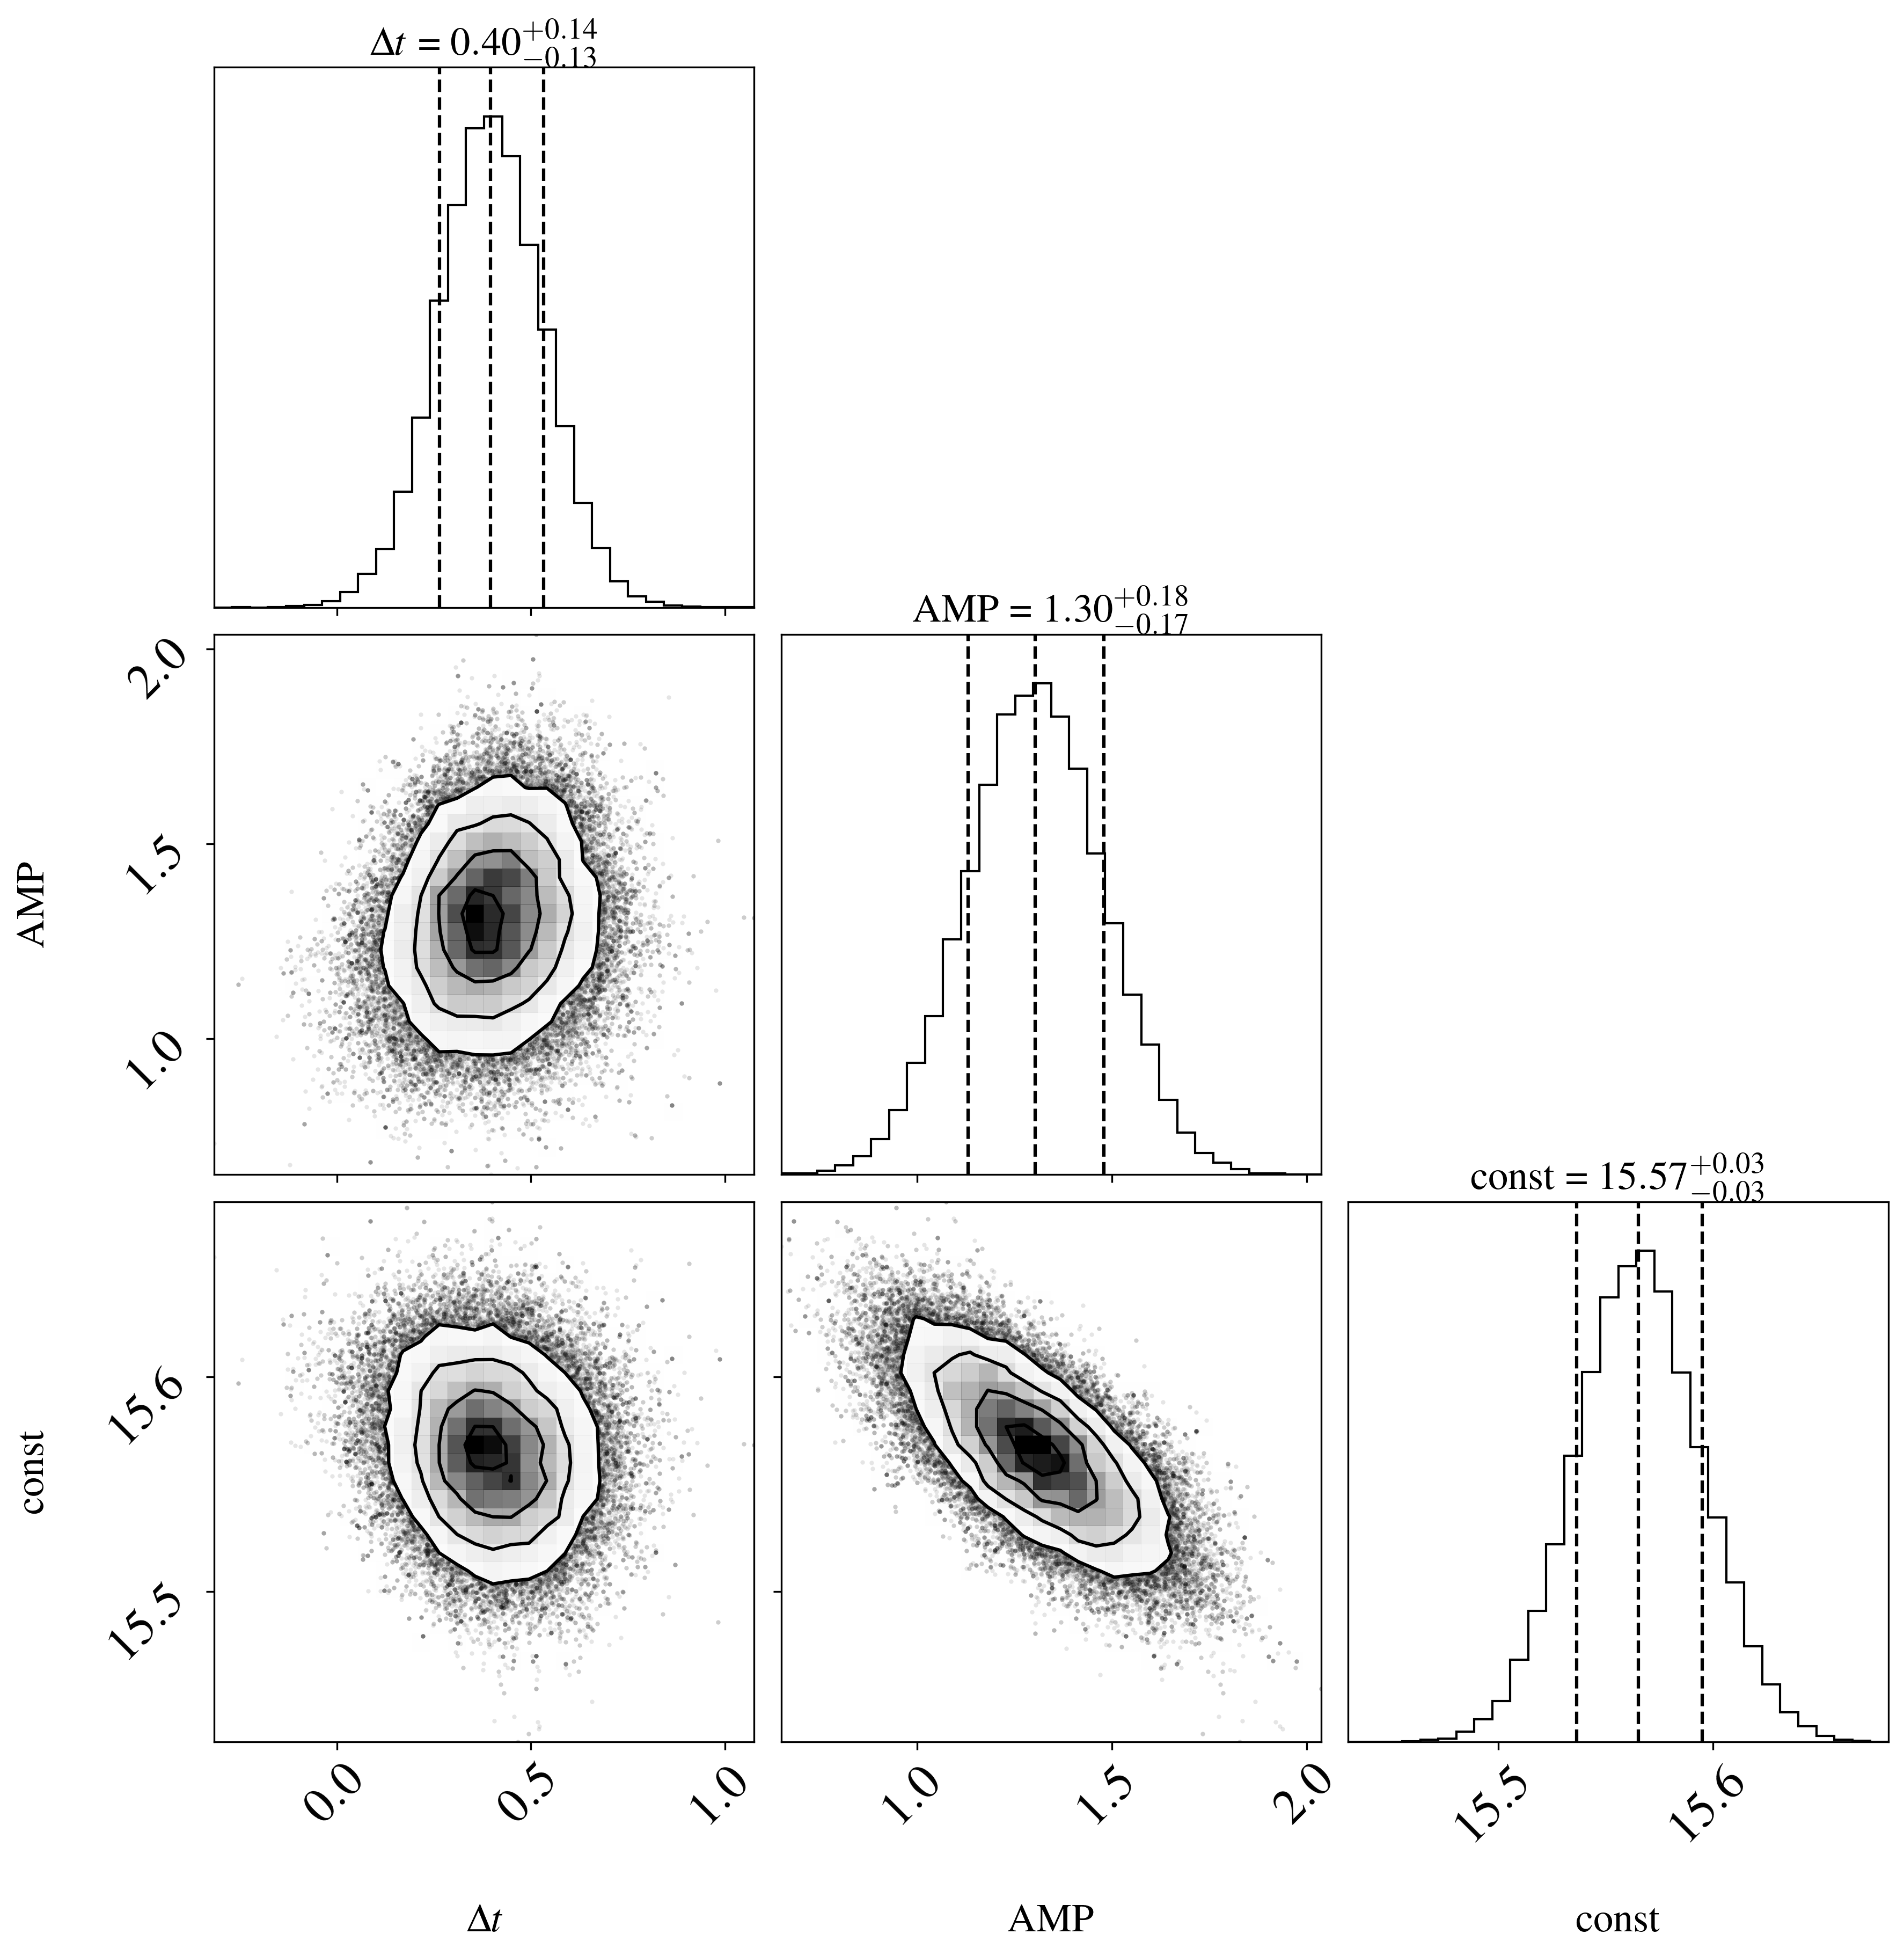 Δt = 0.40+0.14−0.13
AMP = 1.30+0.18−0.17
2.0
1.5
1.0
AMP
const = 15.57+0.03−0.03
15.6
15.5
const
0.0 0.5 1.0 1.0 1.5 2.0 15.5 15.6
Δt AMP const